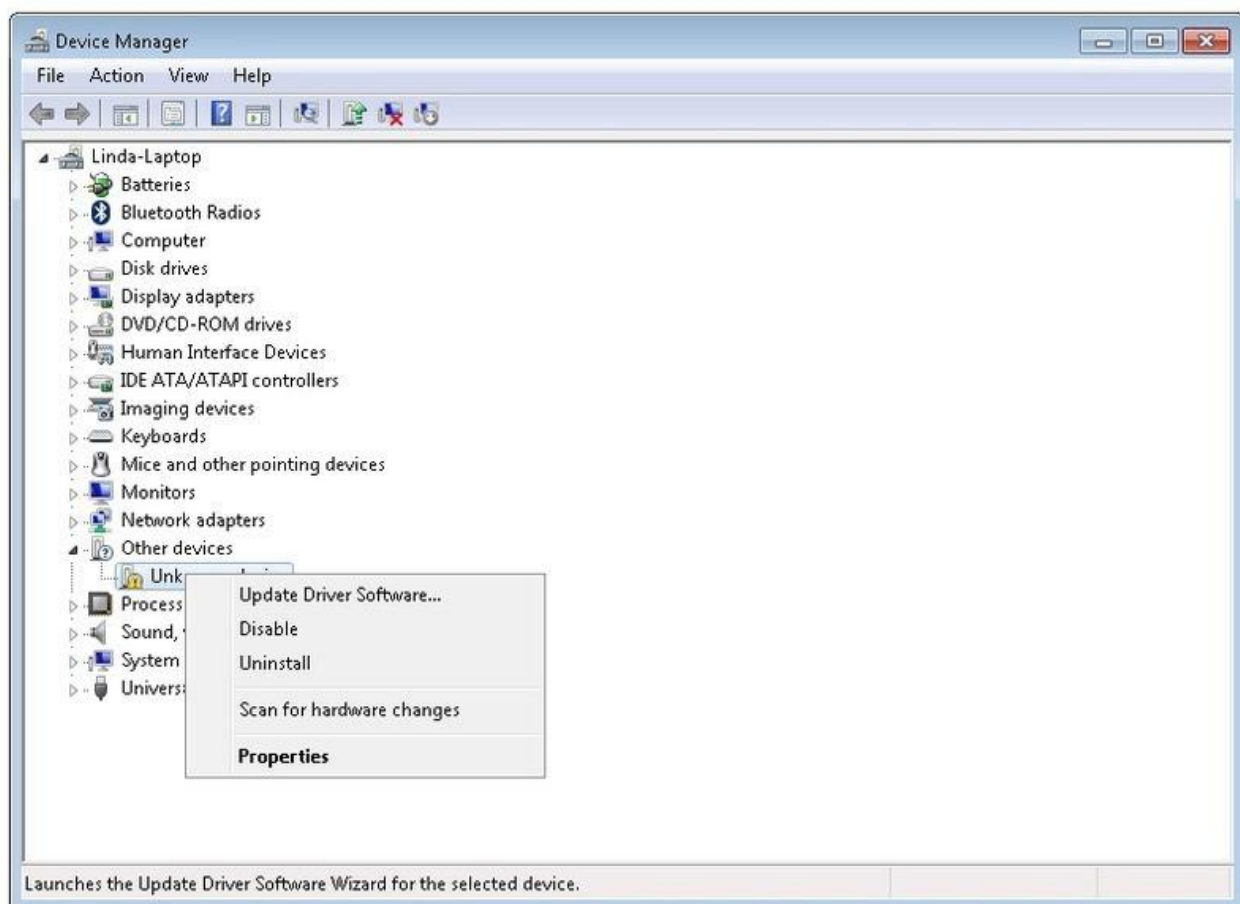 Device Manager
File Action View Help
Linda-Laptop
Batteries
Bluetooth Radios
Computer
Disk drives
Display adapters
DVD/CD-ROM drives
Human Interface Devices
IDE ATA/ATAPI controllers
Imaging devices
Keyboards
Mice and other pointing devices
Monitors
Network adapters
Other devices
Unk
Process
Sound,
System
Univers
Update Driver Software...
Disable
Uninstall
Scan for hardware changes
Properties
Launches the Update Driver Software Wizard for the selected device.